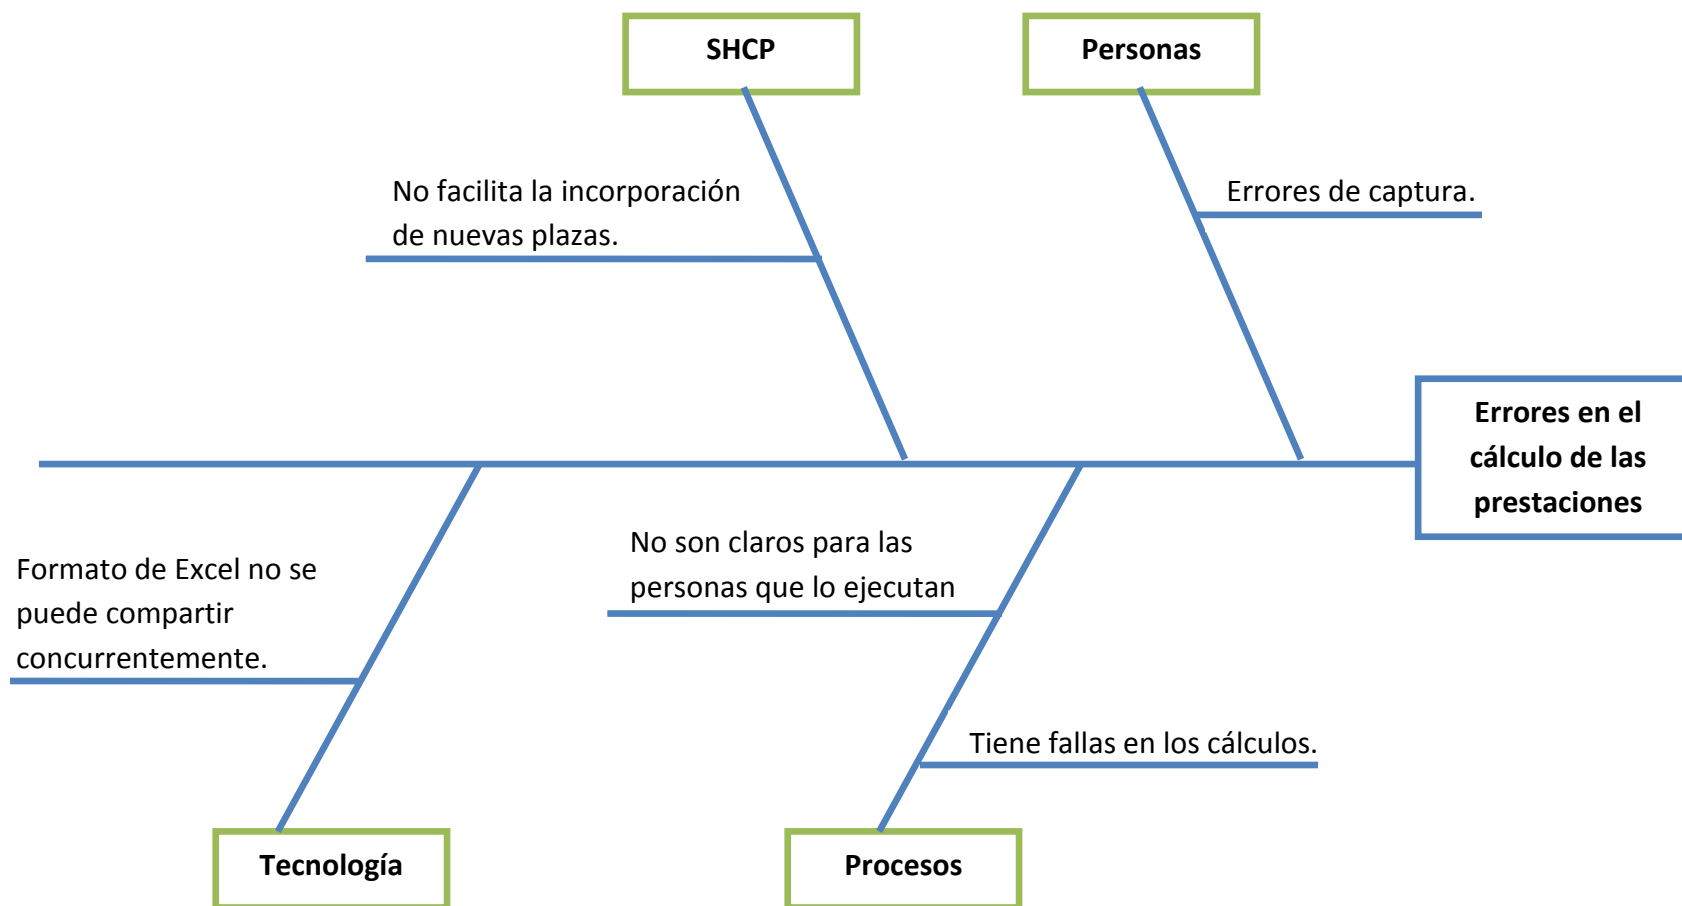 SHCP
Personas
No facilita la incorporación
de nuevas plazas.
Errores de captura.
Errores en el
cálculo de las
prestaciones
Formato de Excel no se
puede compartir
concurrentemente.
No son claros para las
personas que lo ejecutan
Tiene fallas en los cálculos.
Tecnología
Procesos